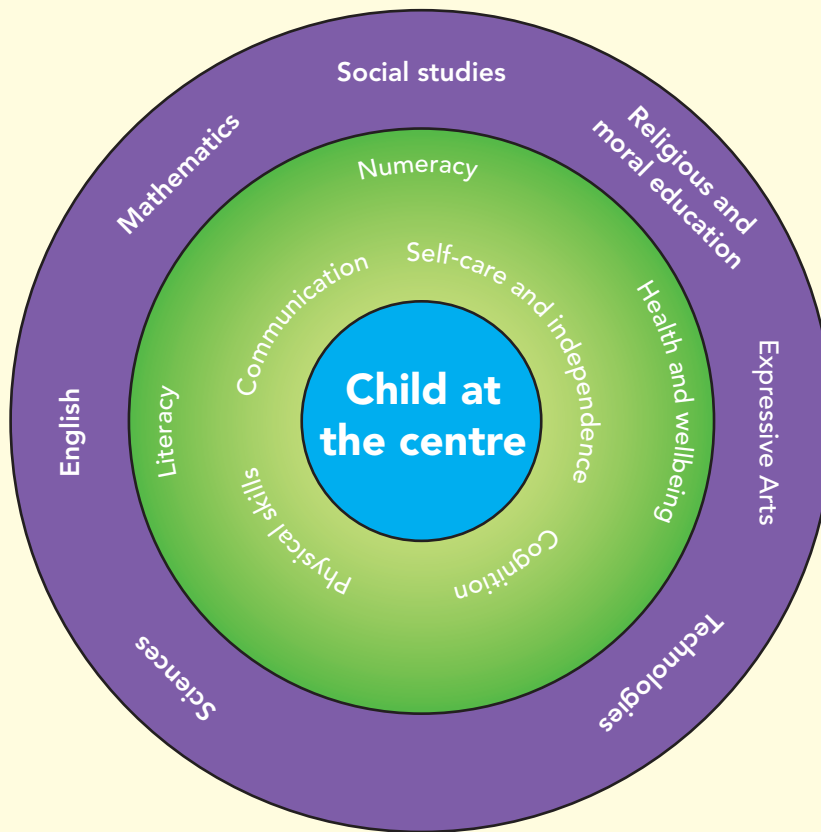 Social studies
Religious and
moral education
Expressive Arts
Technologies
Sciences
English
Mathematics
Numeracy
Health and wellbeing
Literacy
Communication
Self-care and independence
Cognition
Physical skills
Child at
the centre